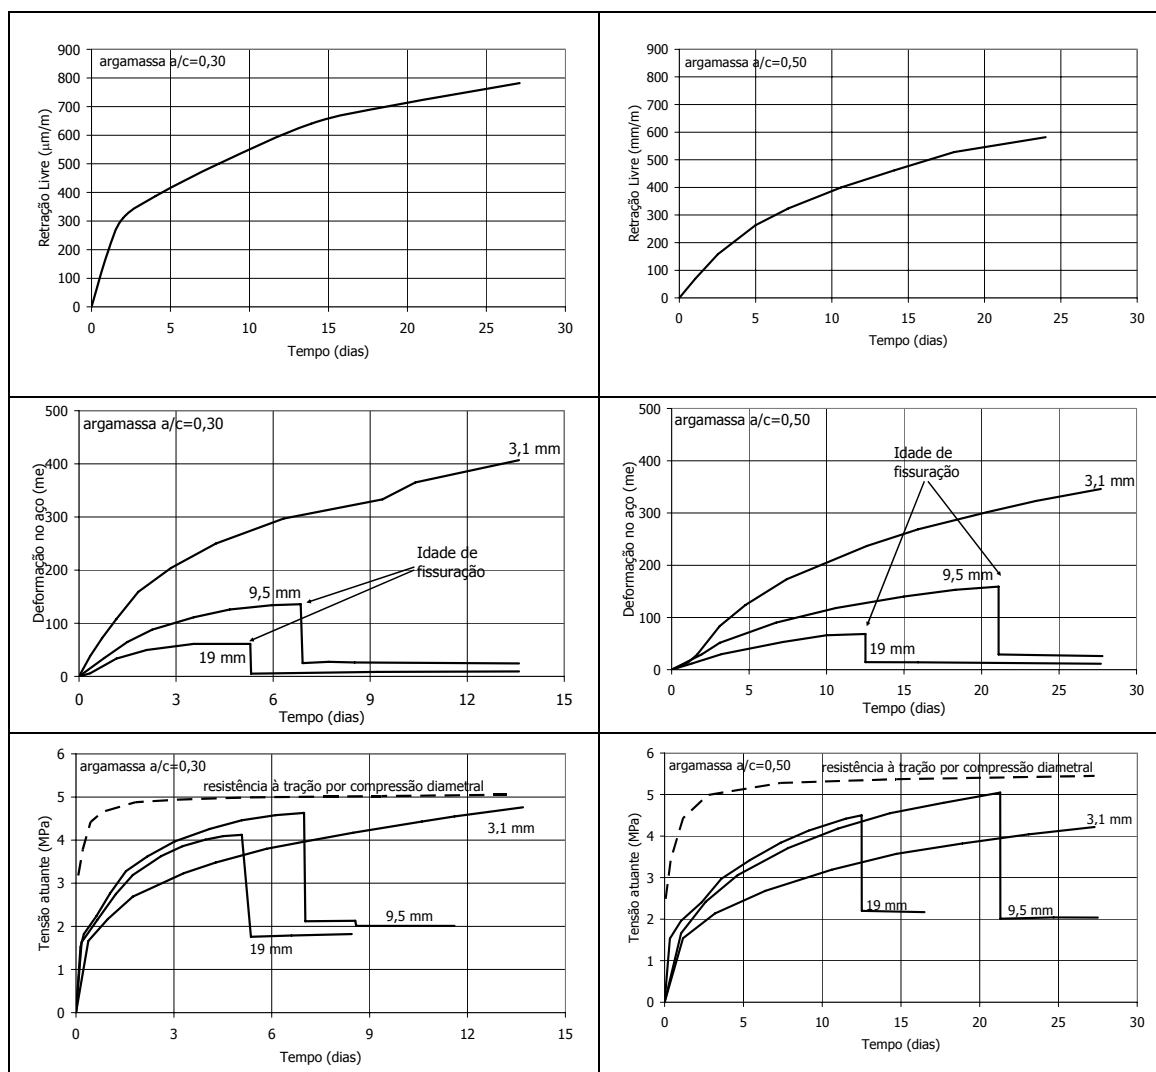 argamassa a/c=0,30
900
800
700
600
500
400
300
200
100
0
0 5 10 15 20 25 30
Retração Livre (μm/m)
Tempo (dias)
argamassa a/c=0,50
900
800
700
600
500
400
300
200
100
0
0 5 10 15 20 25 30
Retração Livre (mm/m)
Tempo (dias)
argamassa a/c=0,30
500
400
300
200
100
0
0 3 6 9 12 15
Deformação no aço (me)
Tempo (dias)
3,1 mm
Idade de
fissuração
9,5 mm
19 mm
argamassa a/c=0,50
500
400
300
200
100
0
0 5 10 15 20 25 30
Deformação no aço (me)
Tempo (dias)
Idade de
fissuração
3,1 mm
9,5 mm
19 mm
argamassa a/c=0,30
resistência à tração por compressão diametral
6
5
4
3
2
1
0
0 3 6 9 12 15
Tensão atuante (MPa)
Tempo (dias)
3,1 mm
9,5 mm
19 mm
argamassa a/c=0,50
resistência à tração por compressão diametral
6
5
4
3
2
1
0
0 5 10 15 20 25 30
Tensão atuante (MPa)
Tempo (dias)
3,1 mm
19 mm
9,5 mm